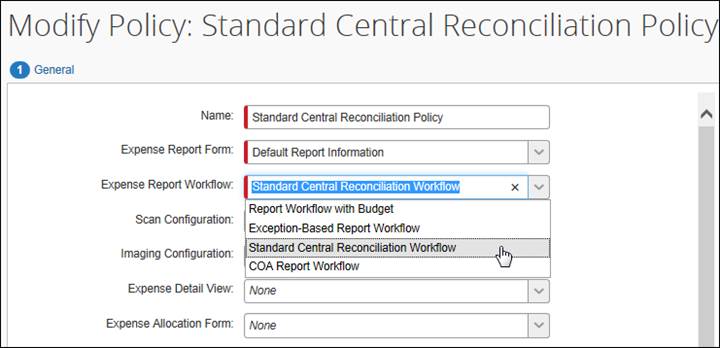 Modify Policy: Standard Central Reconciliation Policy
1 General
Name: Standard Central Reconciliation Policy
Expense Report Form: Default Report Information
Expense Report Workflow: Standard Central Reconciliation Workflow ×
Report Workflow with Budget
Scan Configuration:
Exception-Based Report Workflow
Standard Central Reconciliation Workflow
Imaging Configuration:
COA Report Workflow
Expense Detail View: None
Expense Allocation Form: None